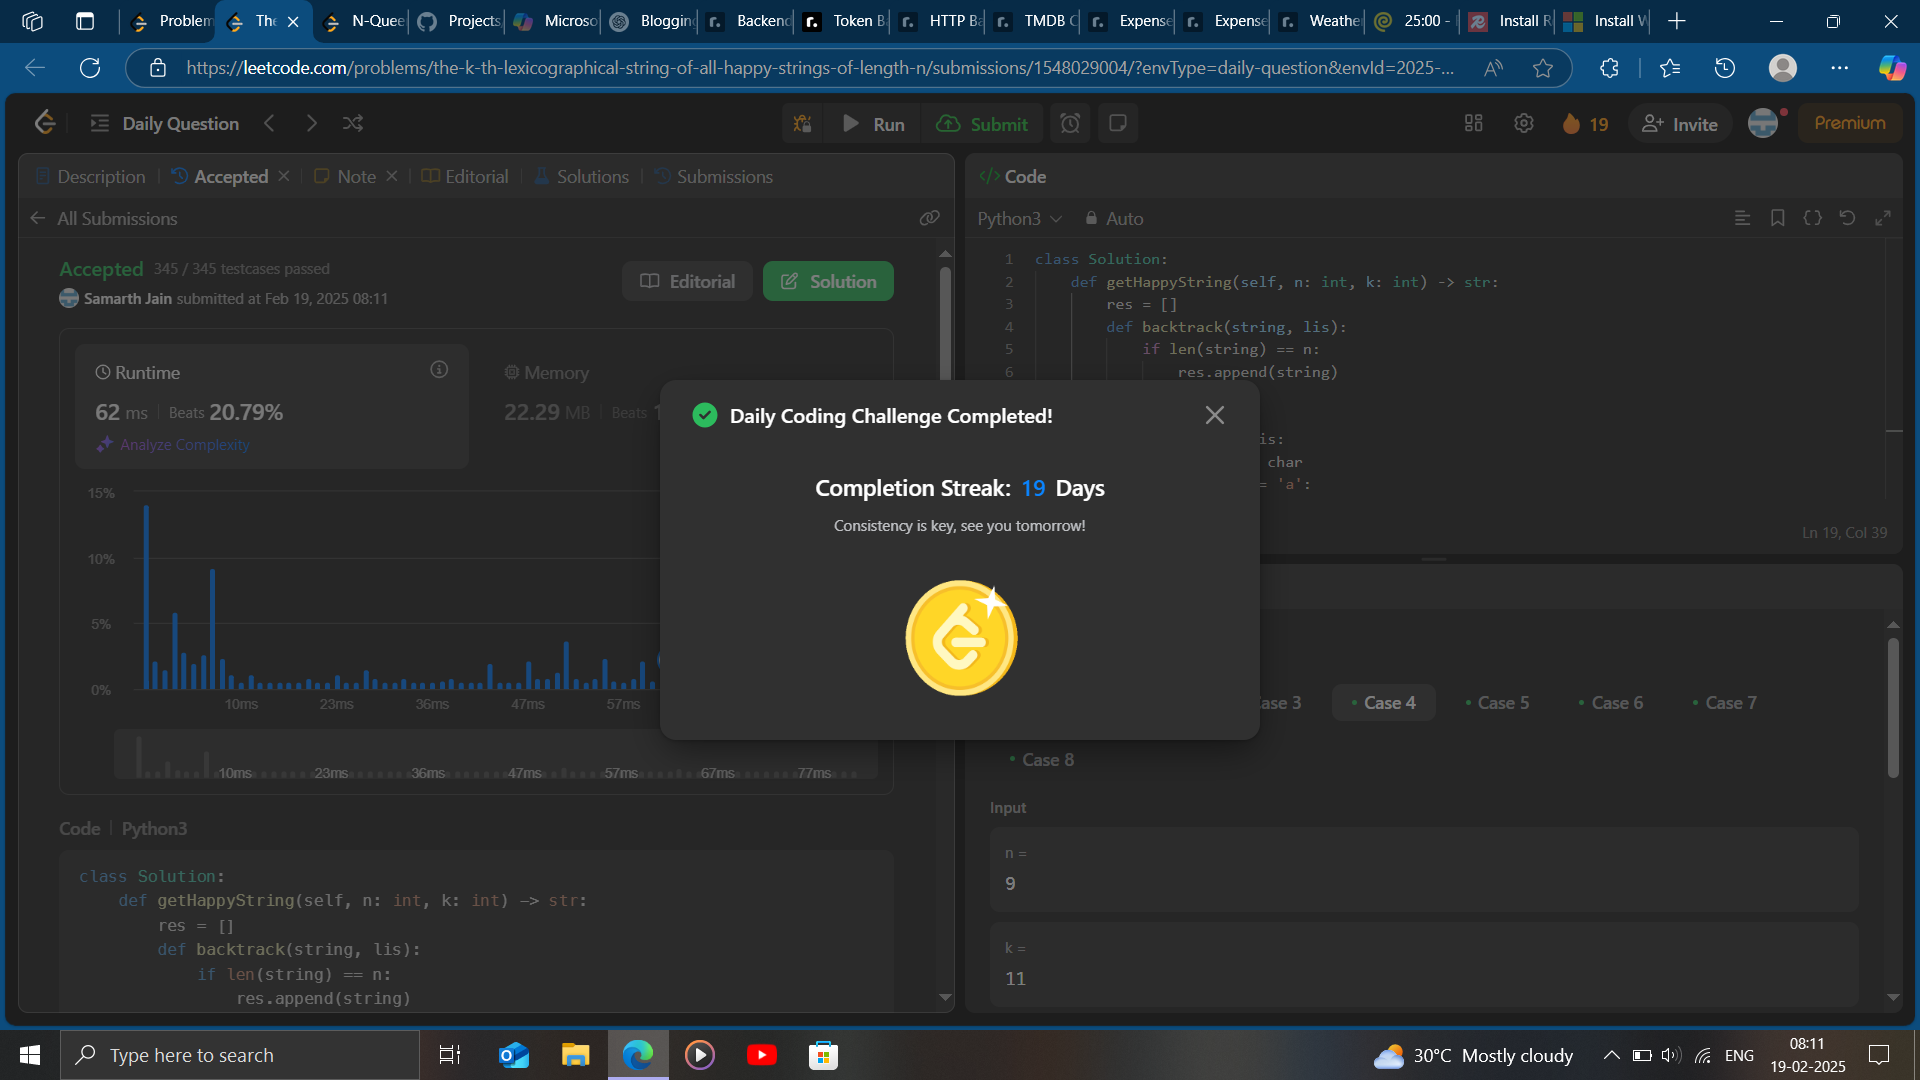 Problem
The
N-Quee
Projects
Microso
Blogging
Backend
Token B
HTTP Ba
TMDB C
Expense
Expense
Weather
25:00 -
Install R
Install W
https://leetcode.com/problems/the-k-th-lexicographical-string-of-all-happy-strings-of-length-n/submissions/1548029004/?envType=daily-question&envId=2025-...
Daily Question
Run
Submit
19
Invite
Premium
Description
Accepted
Note
Editorial
Solutions
Submissions
All Submissions
Accepted 345 / 345 testcases passed
Samarth Jain submitted at Feb 19, 2025 08:11
Editorial
Solution
Runtime
62 ms | Beats 20.79%
Analyze Complexity
Memory
22.29 MB | Beats 1
15%
10%
5%
0%
10ms 23ms 36ms 47ms 57ms
10ms 23ms 36ms 47ms 57ms 67ms 77ms
Code | Python3
class Solution:
def getHappyString(self, n: int, k: int) -> str:
res = []
def backtrack(string, lis):
if len(string) == n:
res.append(string)
</> Code
Python3
Auto
1 class Solution:
2 def getHappyString(self, n: int, k: int) -> str:
3 res = []
4 def backtrack(string, lis):
5 if len(string) == n:
6 res.append(string)
is:
char
= 'a':
Ln 19, Col 39
Daily Coding Challenge Completed!
Completion Streak: 19 Days
Consistency is key, see you tomorrow!
ase 3
Case 4
Case 5
Case 6
Case 7
Case 8
Input
n =
9
k =
11
Type here to search
30°C Mostly cloudy
ENG
08:11
19-02-2025